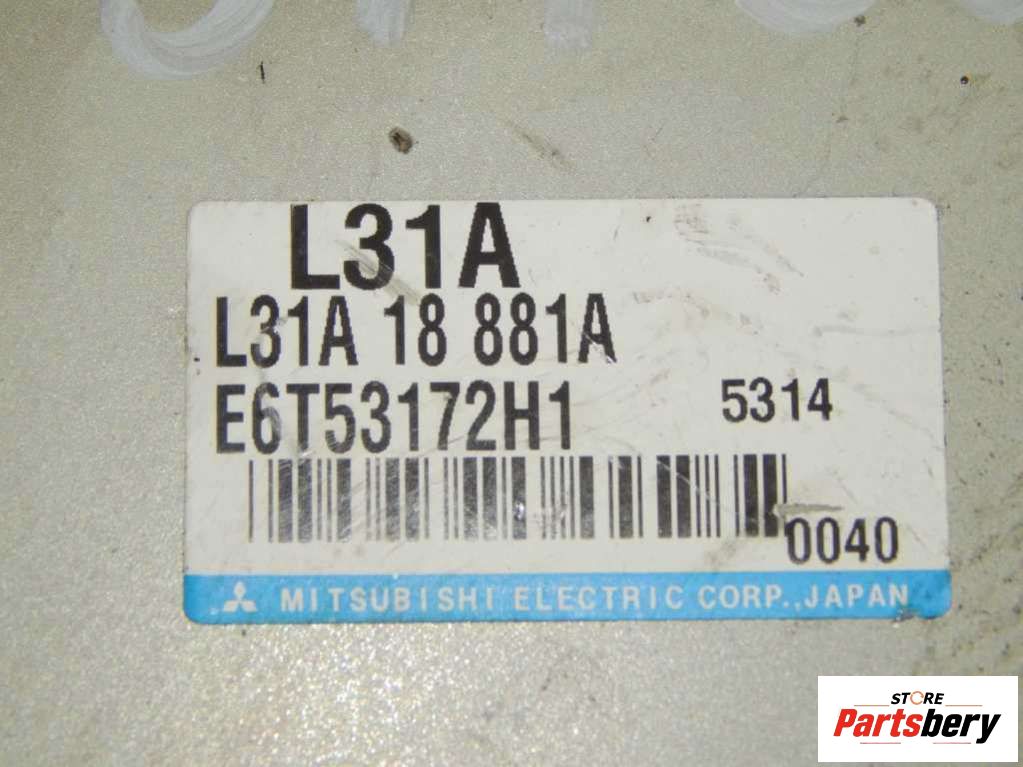 L31A
L31A 18 881A
E6T53172H1 5314
0040
MITSUBISHI ELECTRIC CORP., JAPAN
STORE
Partsbery